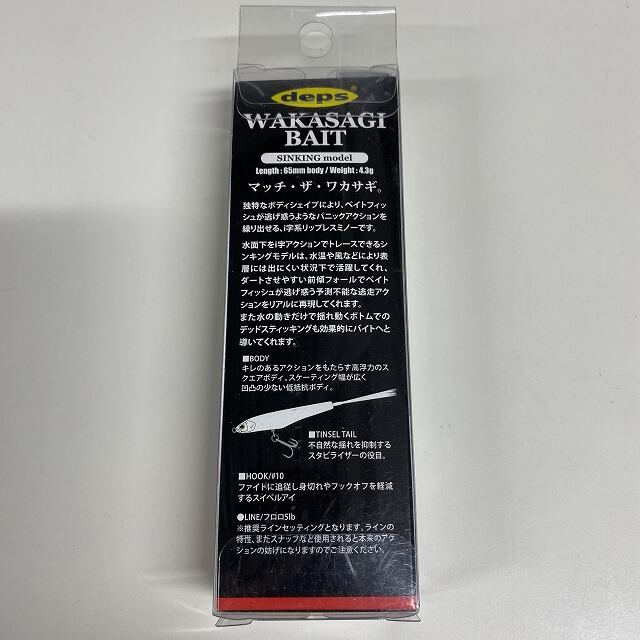 deps
WAKASAGI
BAIT
SINKING model
Length : 65mm body / Weight : 4.3g
マッチ・ザ・ワカサギ。
独特なボディシェイプにより、ベイトフィッ
シュが逃げ惑うようなパニックアクションを
繰り出せる、i字系リップレスミノーです。
水面下をi字アクションでトレースできるシ
ンキングモデルは、水温や風などにより表
層には出にくい状況下で活躍してくれ、
ダートさせやすい前傾フォールでベイト
フィッシュが逃げ惑う予測不能な逃走アク
ションをリアルに再現してくれます。
また水の動きだけで揺れ動くボトムでの
デッドスティッキングも効果的にバイトへと
導いてくれます。
■BODY
キレのあるアクションをもたらす高浮力のス
クエアボディ。スケーティング幅が広く
凹凸の少ない低抵抗ボディ。
■TINSEL TAIL
不自然な揺れを抑制する
スタビライザーの役目。
■HOOK/#10
ファイトに追従し身切れやフックオフを軽減
するスイベルアイ
●LINE/フロロ5lb
※推奨ラインセッティングとなります。ラインの
特性、またスナップなど使用されると本来のアク
ションの妨げになりますのでご注意ください。